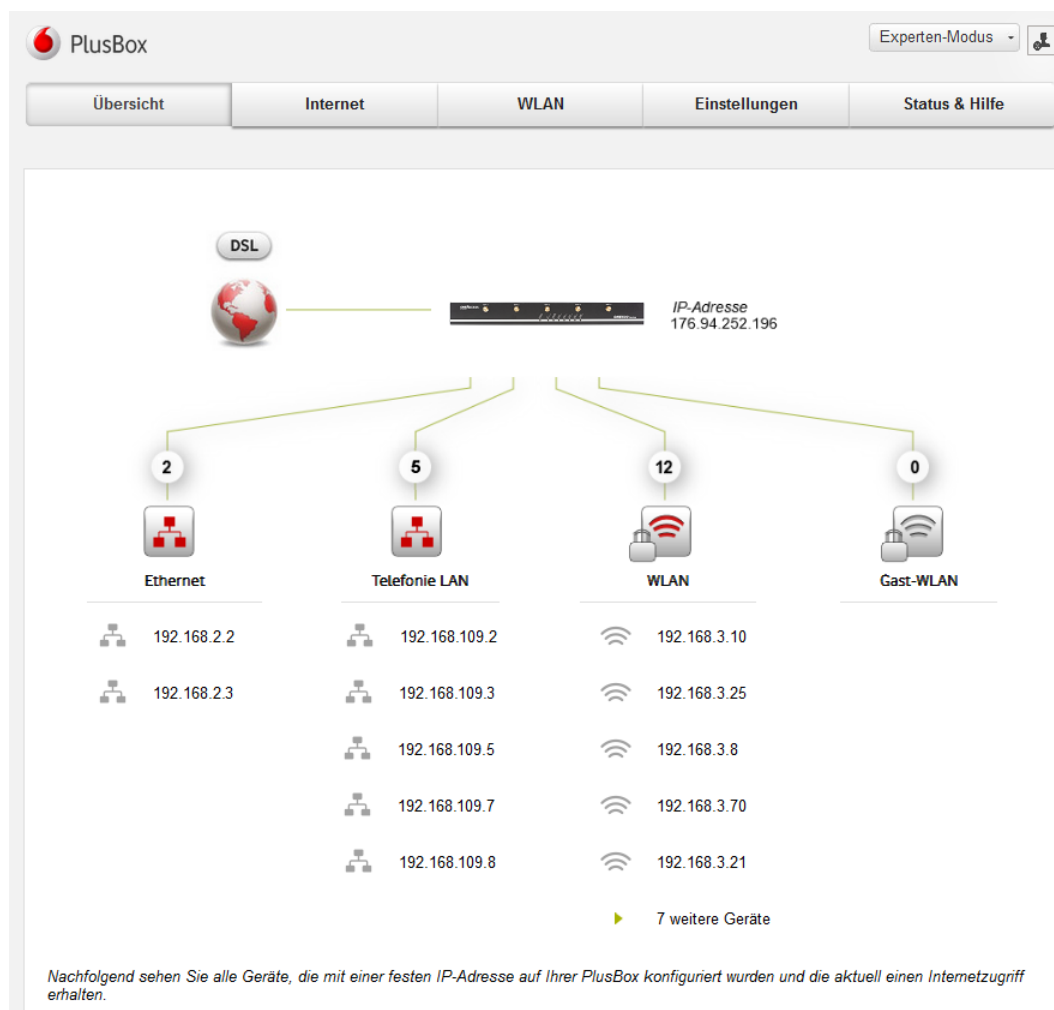 PlusBox
Experten-Modus
Übersicht
Internet
WLAN
Einstellungen
Status & Hilfe
DSL
IP-Adresse
176.94.252.196
2
5
12
0
Ethernet
Telefonie LAN
WLAN
Gast-WLAN
192.168.2.2
192.168.109.2
192.168.3.10
192.168.2.3
192.168.109.3
192.168.3.25
192.168.109.5
192.168.3.8
192.168.109.7
192.168.3.70
192.168.109.8
192.168.3.21
7 weitere Geräte
Nachfolgend sehen Sie alle Geräte, die mit einer festen IP-Adresse auf Ihrer PlusBox konfiguriert wurden und die aktuell einen Internetzugriff
erhalten.